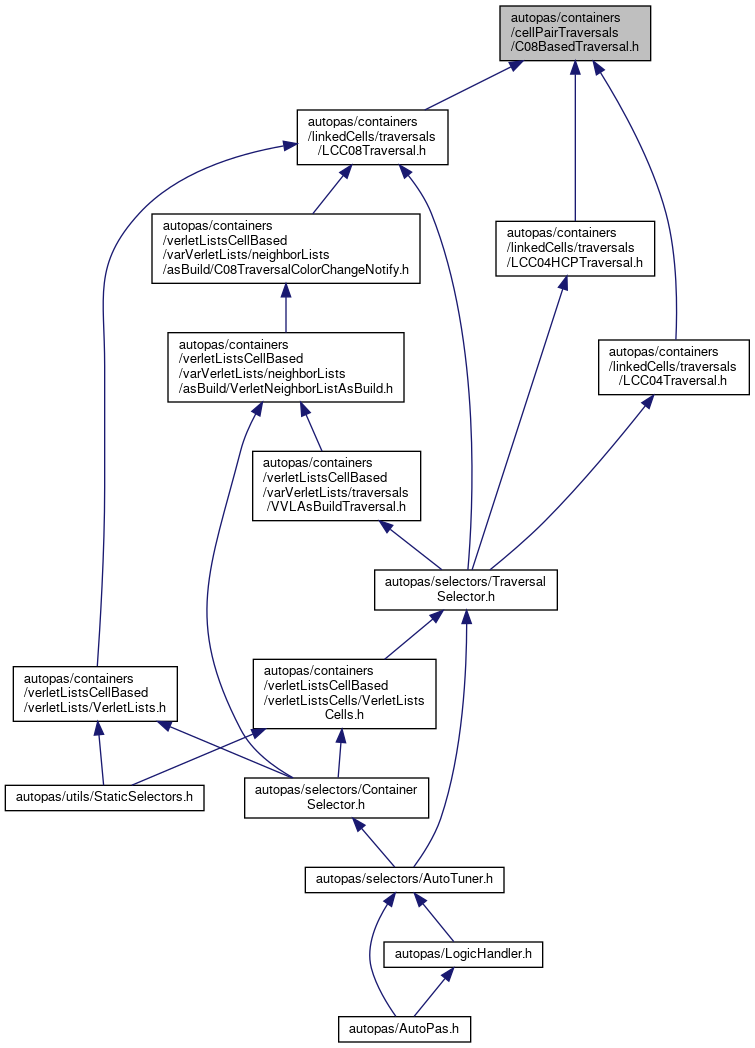 autopas/containers
/cellPairTraversals
/C08BasedTraversal.h
autopas/containers
/linkedCells/traversals
/LCC08Traversal.h
autopas/containers
/verletListsCellBased
/varVerletLists/neighborLists
/asBuild/C08TraversalColorChangeNotify.h
autopas/containers
/linkedCells/traversals
/LCC04HCPTraversal.h
autopas/containers
/verletListsCellBased
/varVerletLists/neighborLists
/asBuild/VerletNeighborListAsBuild.h
autopas/containers
/linkedCells/traversals
/LCC04Traversal.h
autopas/containers
/verletListsCellBased
/varVerletLists/traversals
/VVLAsBuildTraversal.h
autopas/selectors/Traversal
Selector.h
autopas/containers
/verletListsCellBased
/verletLists/VerletLists.h
autopas/containers
/verletListsCellBased
/verletListsCells/VerletLists
Cells.h
autopas/utils/StaticSelectors.h
autopas/selectors/Container
Selector.h
autopas/selectors/AutoTuner.h
autopas/LogicHandler.h
autopas/AutoPas.h